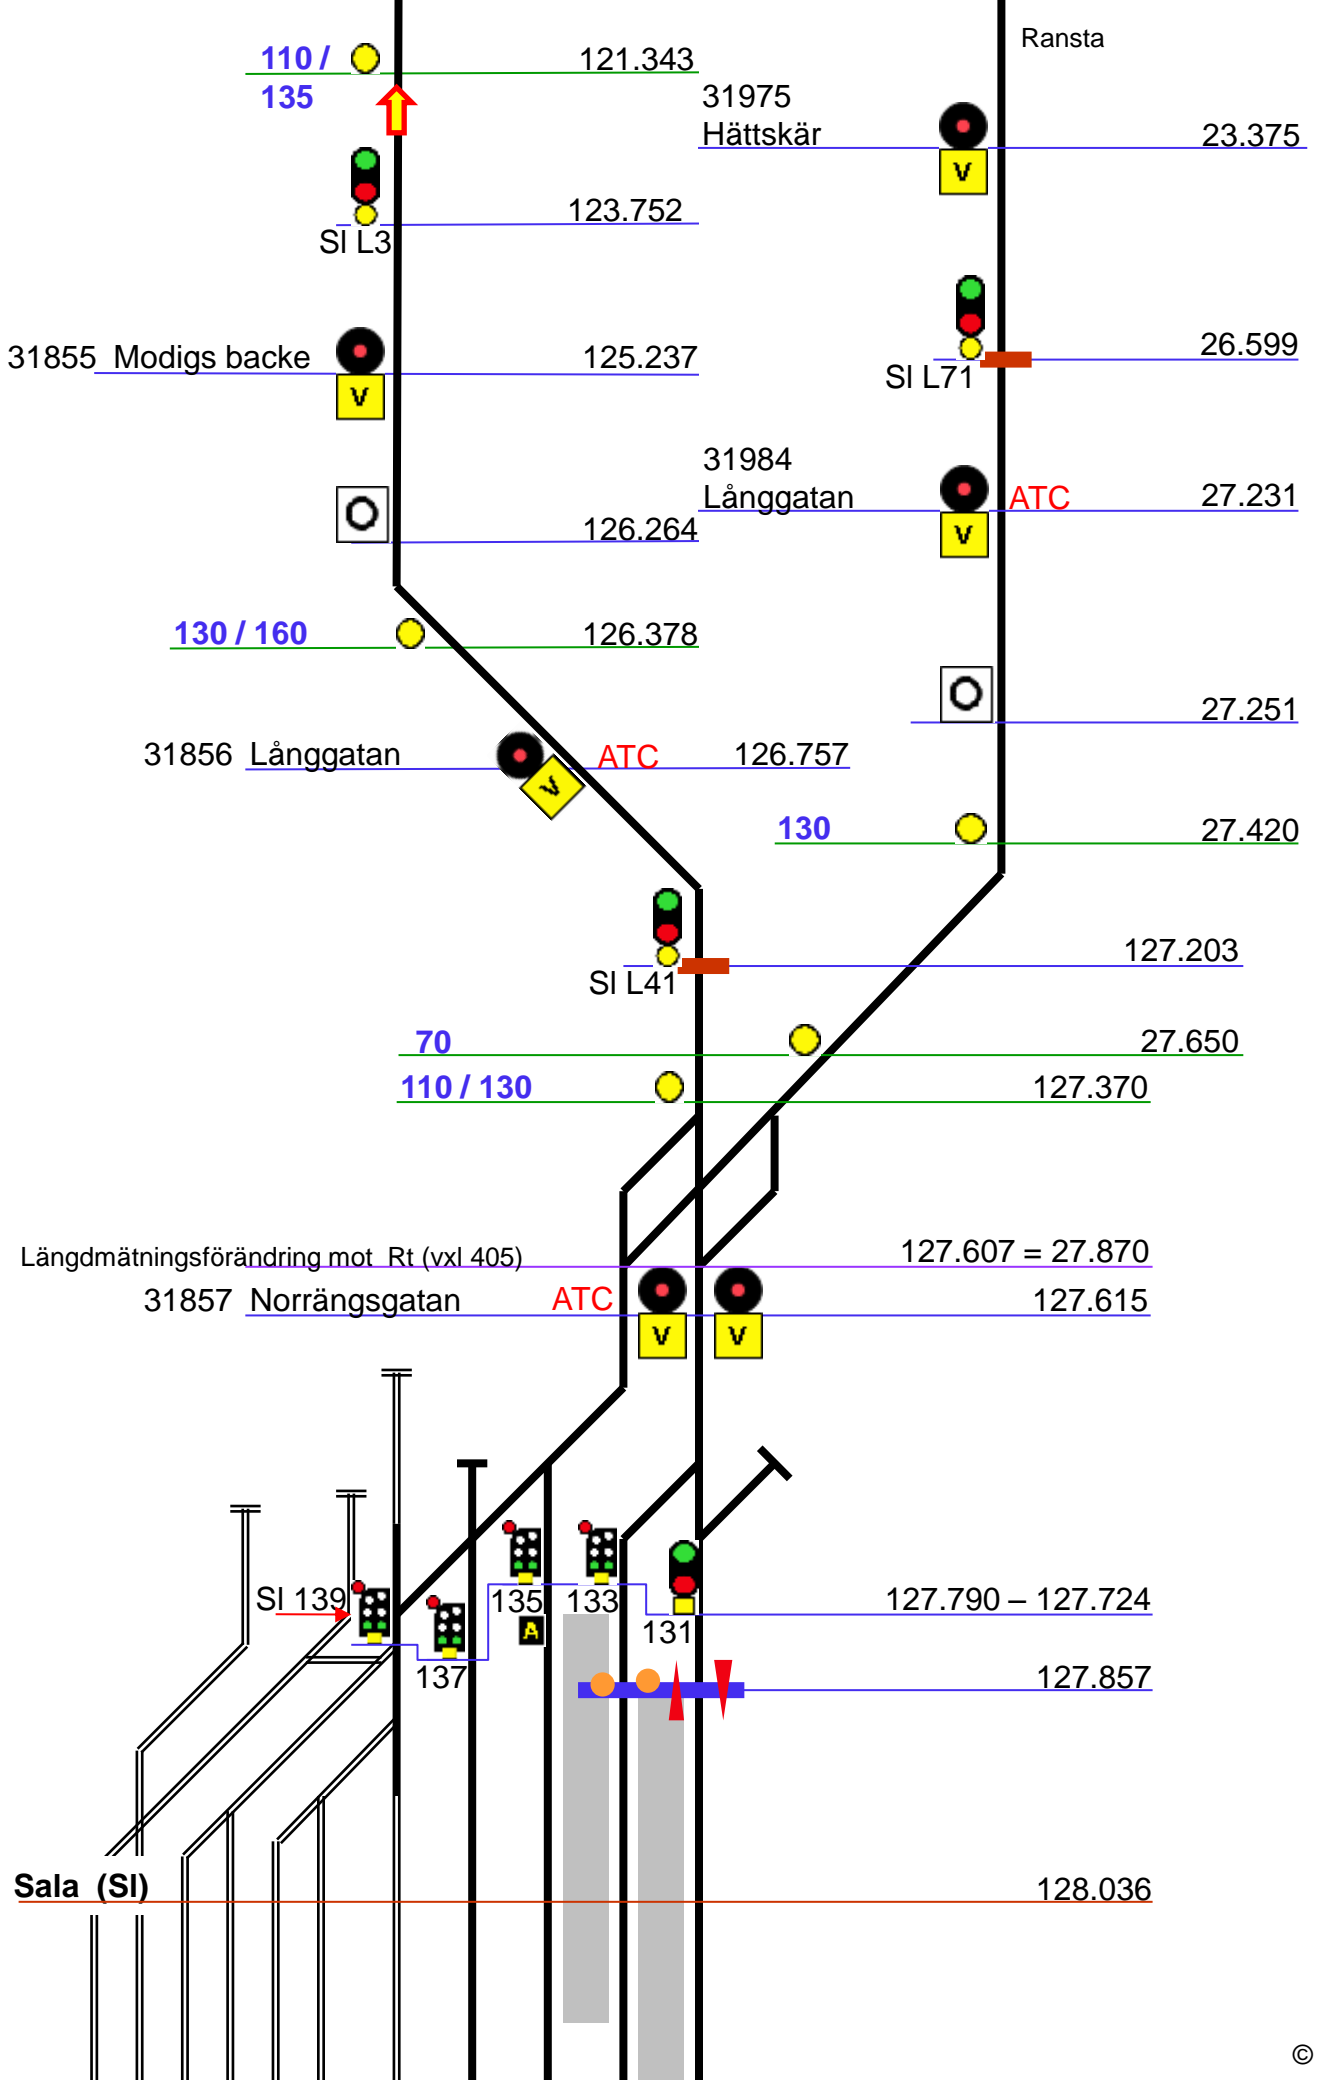 Ransta
110 /
135
121.343
31975
Hättskär
V
23.375
123.752
Sl L3
31855 Modigs backe
V
125.237
26.599
Sl L71
31984
Långgatan
V
ATC
27.231
O
126.264
130 / 160
126.378
O
27.251
31856 Långgatan
V
ATC
126.757
130
27.420
127.203
Sl L41
70
27.650
110 / 130
127.370
Längdmätningsförändring mot Rt (vxl 405)
127.607 = 27.870
31857 Norrängsgatan
ATC
V
V
127.615
Sl 139
135
133
127.790 – 127.724
A
131
137
127.857
Sala (Sl)
128.036
©